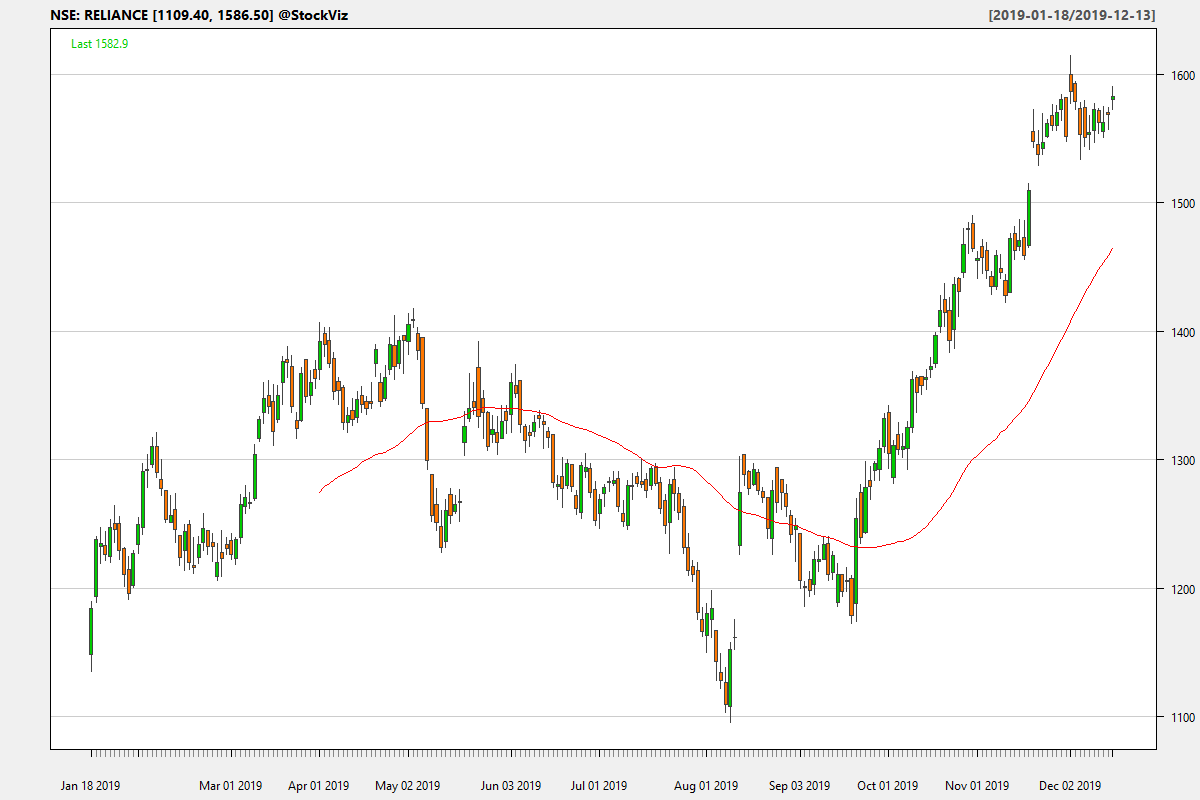 NSE: RELIANCE [1109.40, 1586.50] @StockViz
[2019-01-18/2019-12-13]
Last 1582.9
1600
1500
1400
1300
1200
1100
Jan 18 2019
Mar 01 2019
Apr 01 2019
May 02 2019
Jun 03 2019
Jul 01 2019
Aug 01 2019
Sep 03 2019
Oct 01 2019
Nov 01 2019
Dec 02 2019